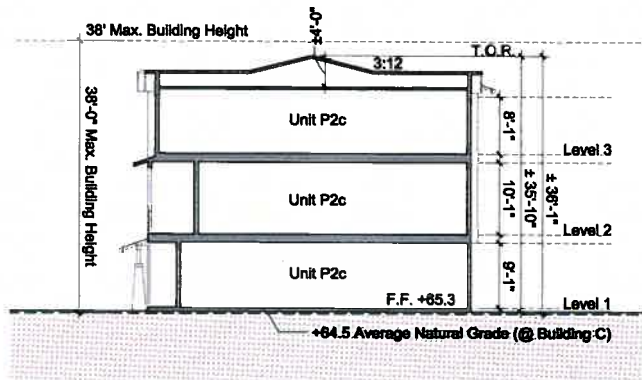 38' Max. Building Height
±4'-0"
T.O.R.
3:12
38'-0" Max. Building Height
Unit P2c
8'-1"
Level 3
± 35'-10"
± 36'-1"
Unit P2c
10'-1"
Level 2
Unit P2c
9'-1"
F.F. +65.3
Level 1
+64.5 Average Natural Grade (@ Building C)